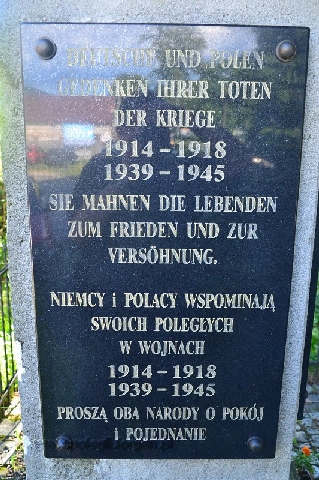 DEUTSCHE UND POLEN
GEDENKEN IHRER TOTEN
DER KRIEGE
1914 – 1918
1939 – 1945
SIE MAHNEN DIE LEBENDEN
ZUM FRIEDEN UND ZUR
VERSÖHNUNG.
NIEMCY i POLACY WSPOMINAJĄ
SWOICH POLEGŁYCH
W WOJNACH
1914 – 1918
1939 – 1945
PROSZĄ OBA NARODY O POKÓJ
i POJEDNANIE